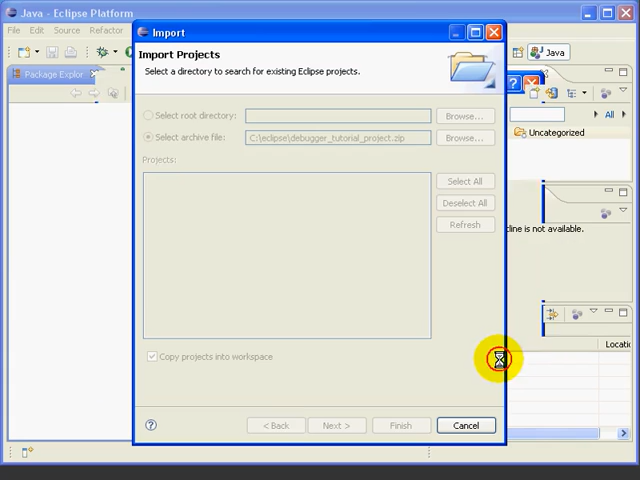 Java - Eclipse Platform
File Edit Source Refactor
Package Explor
Java
Import
Import Projects
Select a directory to search for existing Eclipse projects.
Select root directory:
Browse...
Select archive file:
C:\eclipse\debugger_tutorial_project.zip
Browse...
Projects:
Select All
Deselect All
Refresh
Copy projects into workspace
? < Back Next > Finish Cancel
All
Uncategorized
line is not available.
Locatio